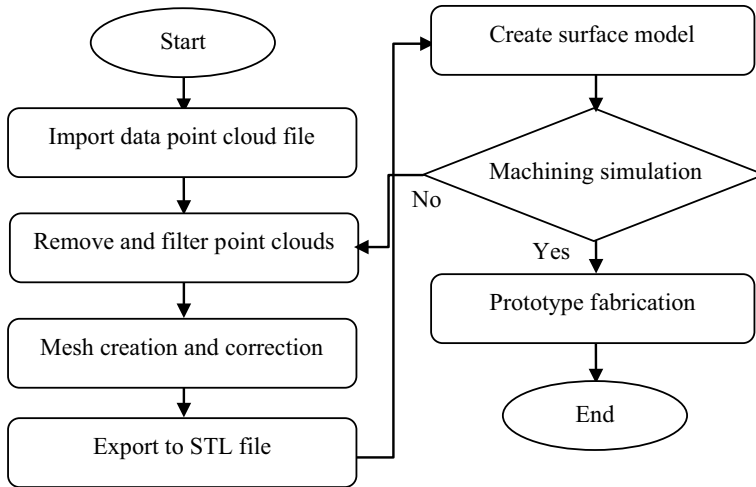 Start
Import data point cloud file
Remove and filter point clouds
Mesh creation and correction
Export to STL file
Create surface model
Machining simulation
No
Yes
Prototype fabrication
End